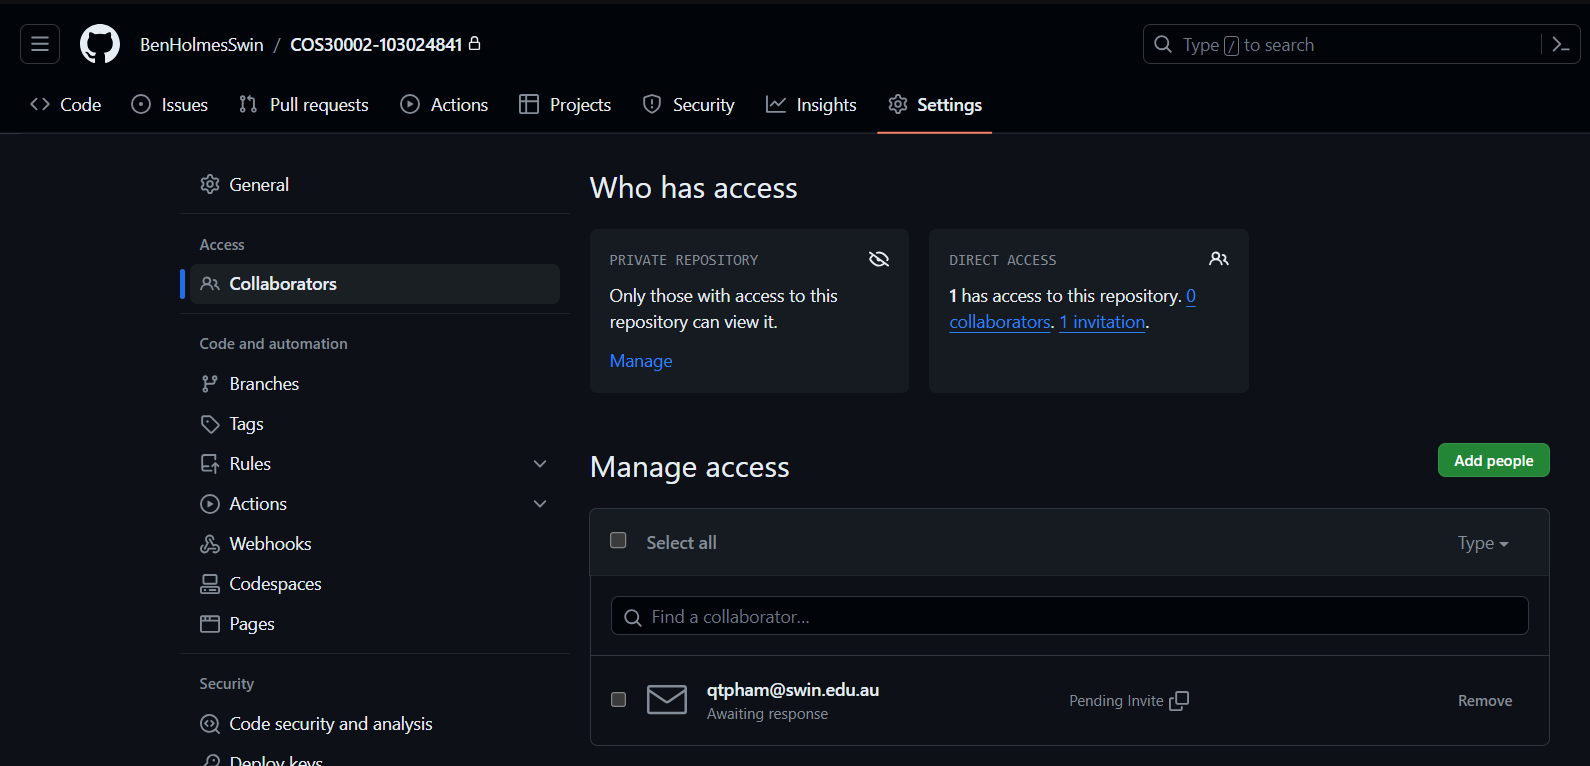 BenHolmesSwin / COS30002-103024841
Type / to search
Code Issues Pull requests Actions Projects Security Insights Settings
General
Access
Collaborators
Code and automation
Branches
Tags
Rules
Actions
Webhooks
Codespaces
Pages
Security
Code security and analysis
Deploy keys
Who has access
PRIVATE REPOSITORY
Only those with access to this
repository can view it.
Manage
DIRECT ACCESS
1 has access to this repository. 0
collaborators. 1 invitation.
Manage access
Add people
Select all
Type
Find a collaborator...
qtpham@swin.edu.au
Awaiting response
Pending Invite
Remove